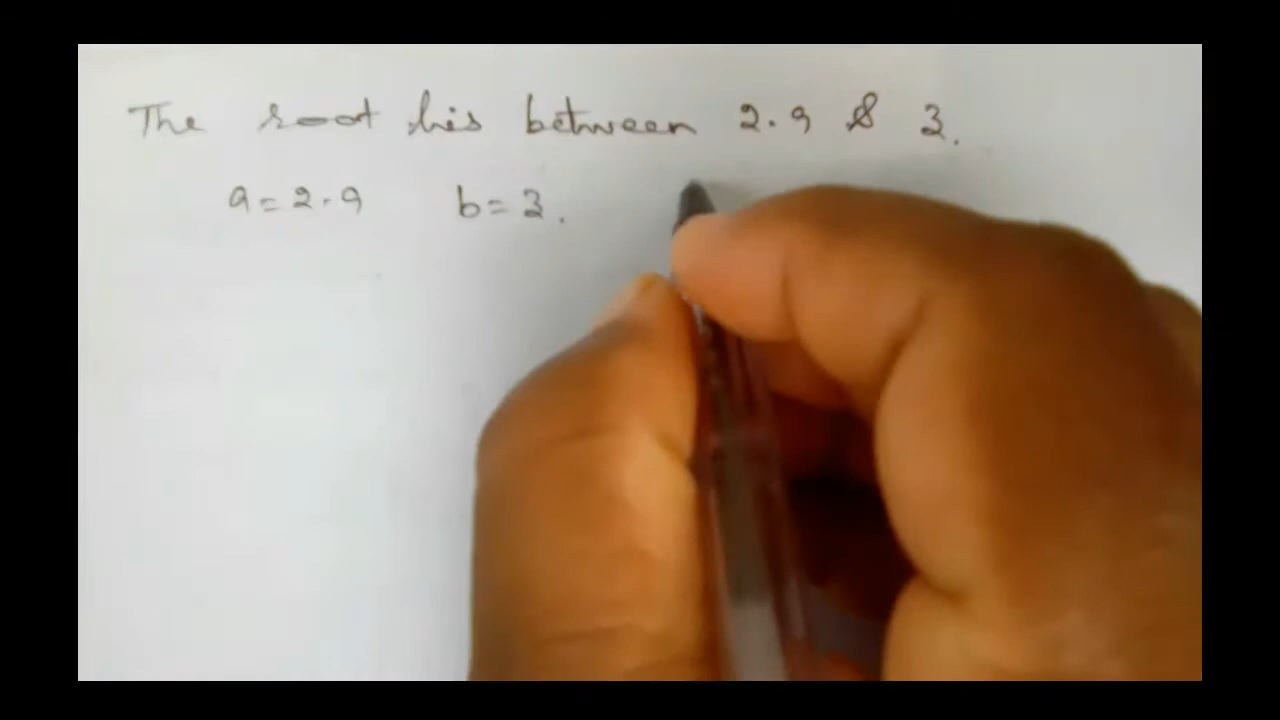 The root lies between 2.9 & 3.
a = 2.9 b = 3.